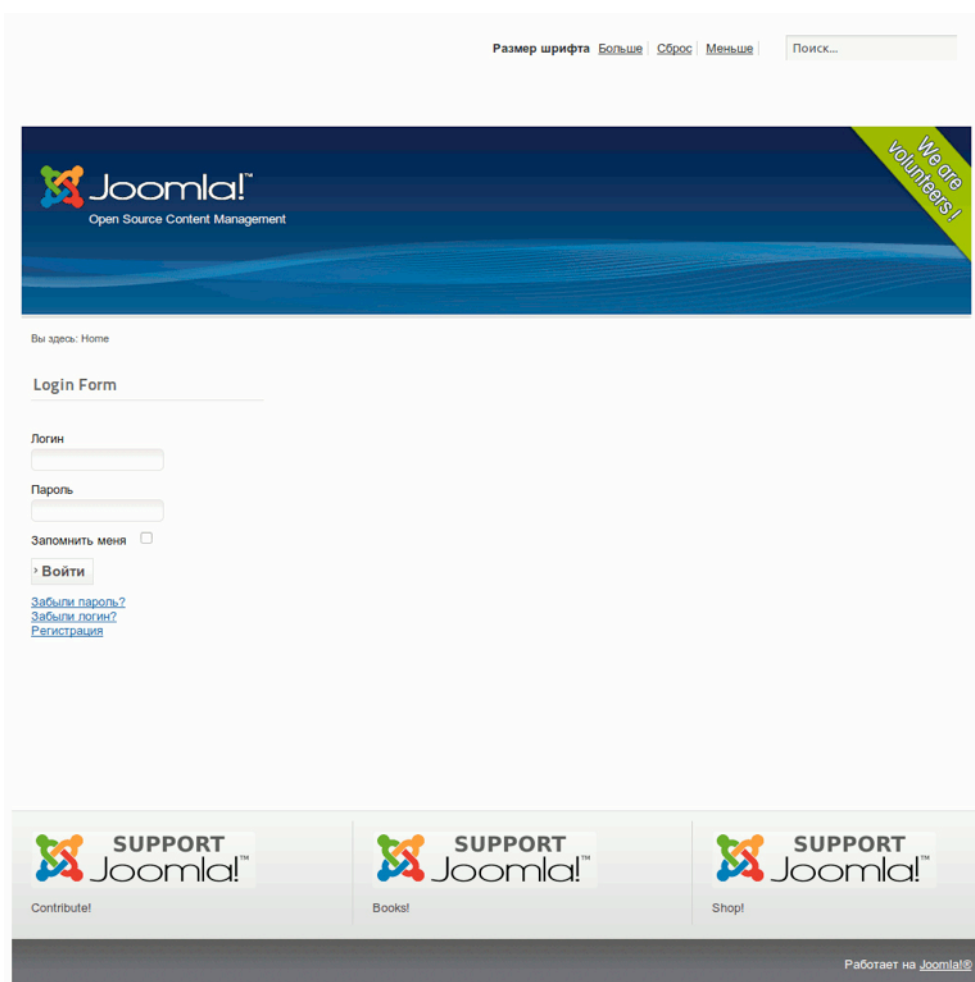 Размер шрифта Больше Сброс Меньше Поиск...
We are
volunteers!
Joomla!™
Open Source Content Management
Вы здесь: Home
Login Form
Логин
Пароль
Запомнить меня
› Войти
Забыли пароль?
Забыли логин?
Регистрация
SUPPORT
Joomla!™
Contribute!
SUPPORT
Joomla!™
Books!
SUPPORT
Joomla!™
Shop!
Работает на Joomla!®